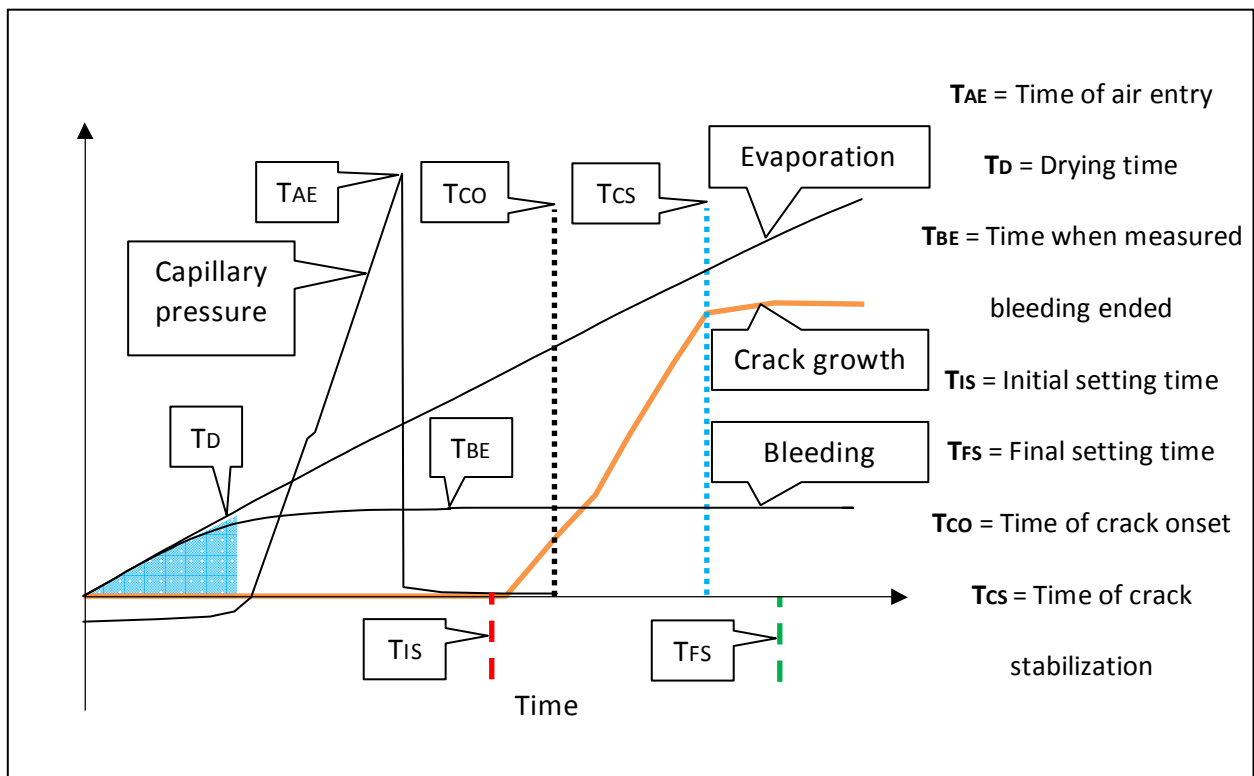 TAE
TCO
TCS
Evaporation
Capillary
pressure
TD
TBE
Crack growth
Bleeding
TIS
TFS
Time
TAE = Time of air entry
TD = Drying time
TBE = Time when measured
bleeding ended
TIS = Initial setting time
TFS = Final setting time
TCO = Time of crack onset
TCS = Time of crack
stabilization